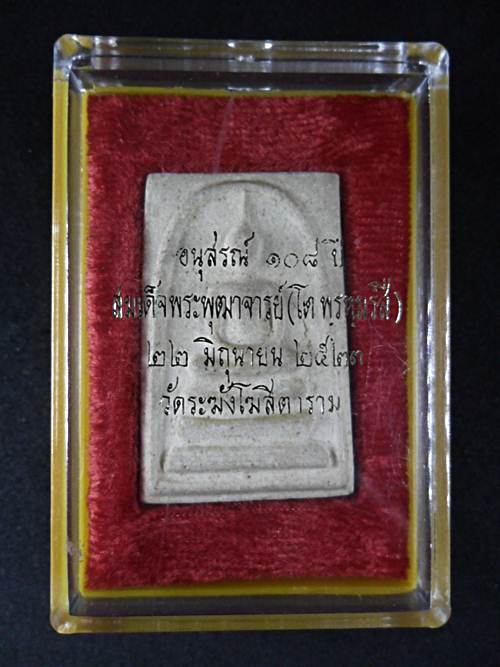 อนุสรณ์ ๑๐๘ ปี
สมเด็จพระพุฒาจารย์(โต พรหมรังสี)
๒๒ มิถุนายน ๒๕๒๓
วัดระฆังโฆสิตาราม